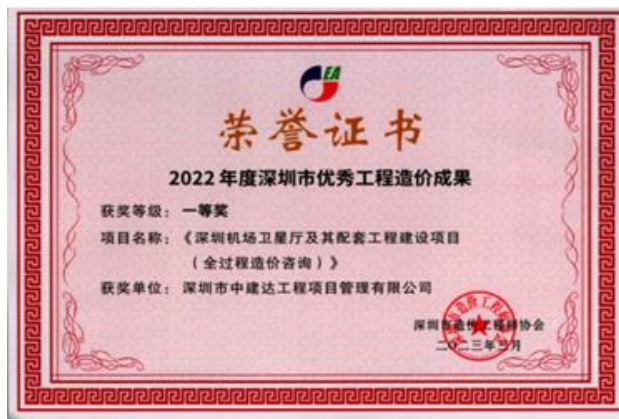 EA
荣誉证书
2022年度深圳市优秀工程造价成果
获奖等级：一等奖
项目名称：《深圳机场卫星厅及其配套工程建设项目
（全过程造价咨询）》
获奖单位：深圳市中建达工程项目管理有限公司
深圳市造价工程师协会
二〇二三年三月